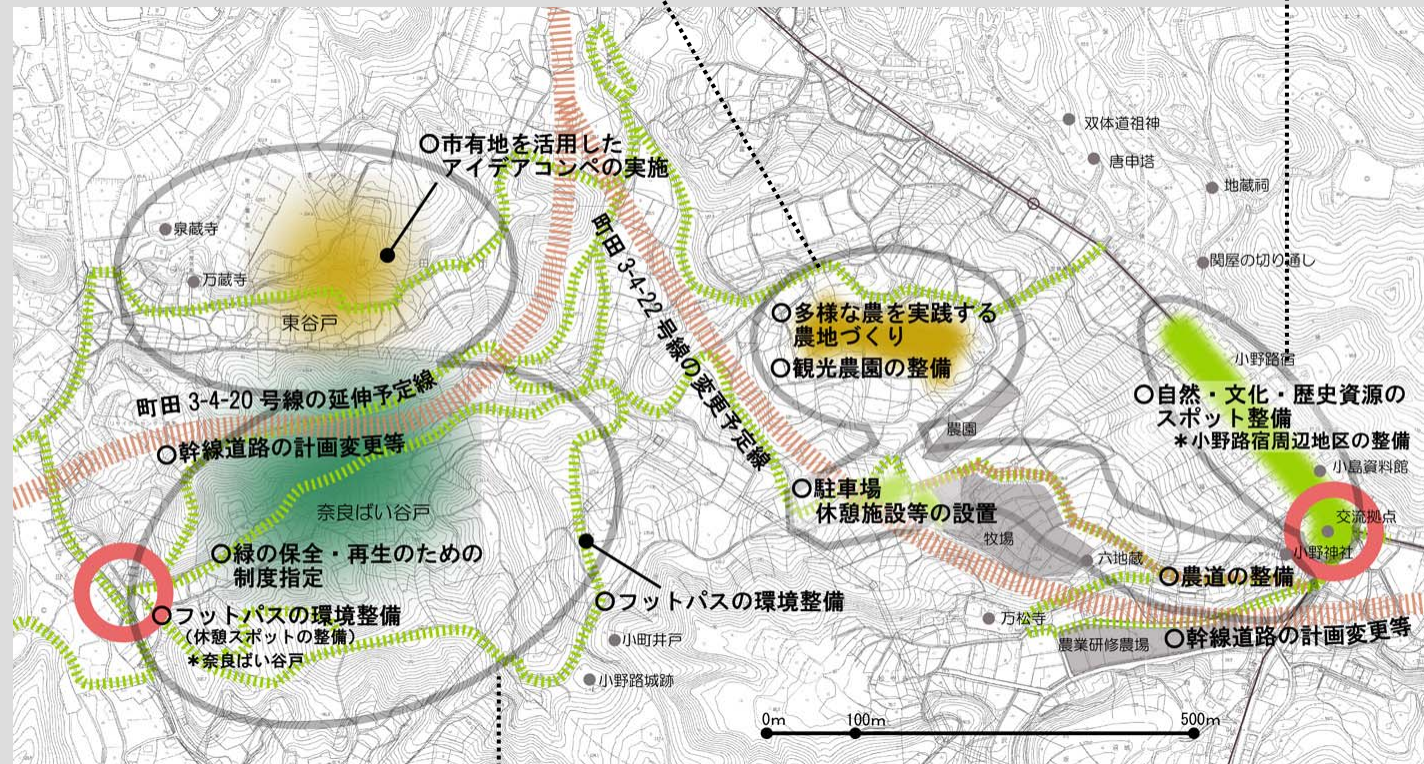 双体道祖神
〇市有地を活用した
アイデアコンペの実施
唐申塔
地蔵祠
泉蔵寺
関屋の切り通し
万蔵寺
東谷戸
町田 3-4-22 号線の変更予定線
〇多様な農を実践する
農地づくり
〇観光農園の整備
小野路宿
町田 3-4-20 号線の延伸予定線
〇自然・文化・歴史資源の
スポット整備
＊小野路宿周辺地区の整備
農園
〇幹線道路の計画変更等
小島資料館
〇駐車場
休憩施設等の設置
奈良ばい谷戸
交流拠点
牧場
小野神社
〇緑の保全・再生のための
制度指定
六地蔵
〇農道の整備
〇フットパスの環境整備
（休憩スポットの整備）
＊奈良ばい谷戸
〇フットパスの環境整備
万松寺
小町井戸
農業研修農場
〇幹線道路の計画変更等
小野路城跡
0m
100m
500m